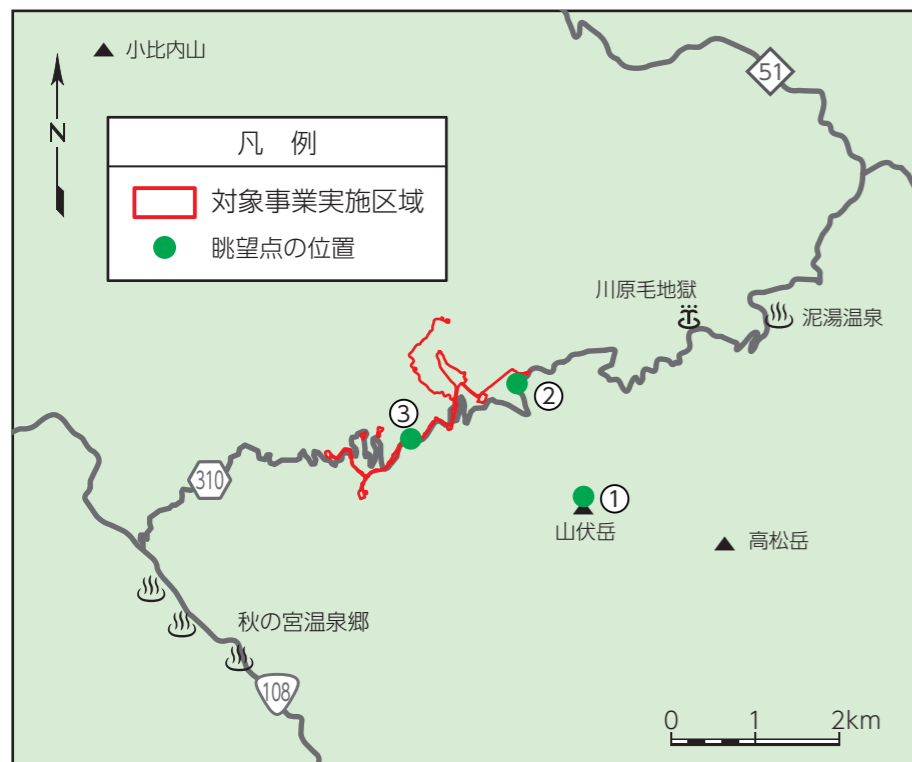 小比内山
51
N
凡 例
対象事業実施区域
眺望点の位置
川原毛地獄
泥湯温泉
②
③
310
①
山伏岳
高松岳
秋の宮温泉郷
108
0 1 2km